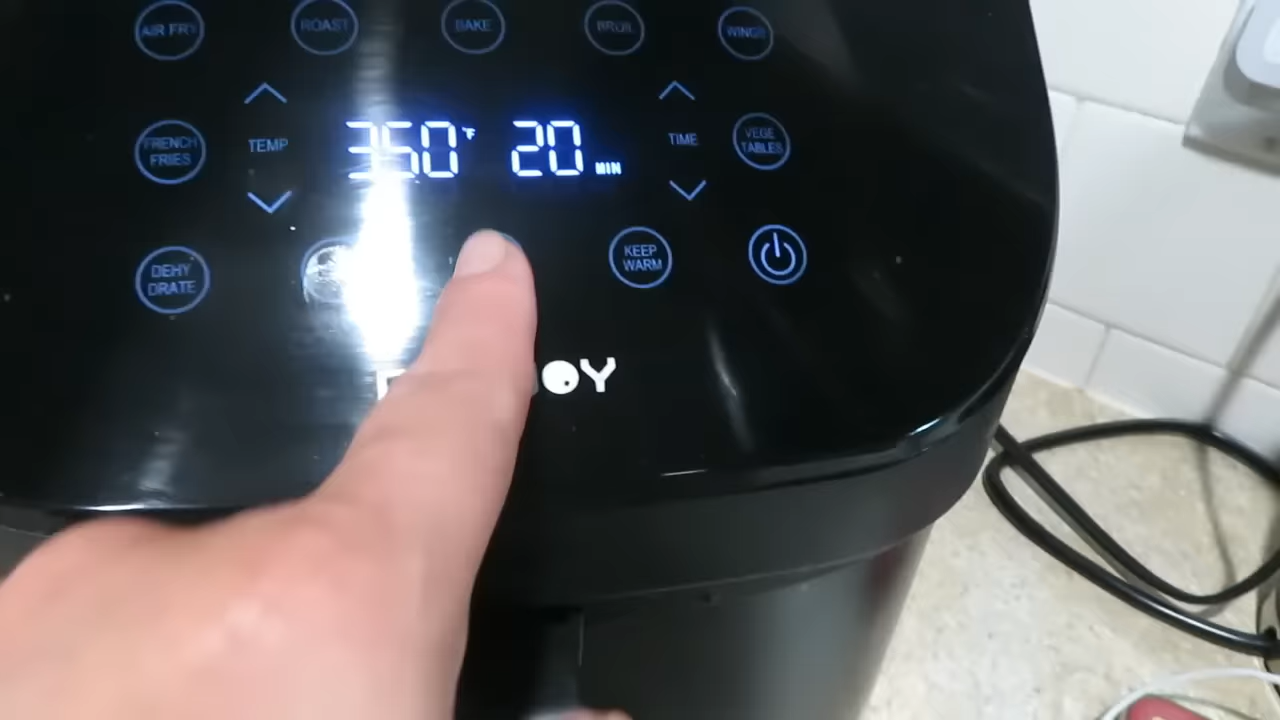 AIR FRY
ROAST
BAKE
BROIL
WINGS
FRENCH
FRIES
TEMP
350 °F
20 MIN
TIME
VEGE
TABLES
DEHY
DRATE
KEEP
WARM